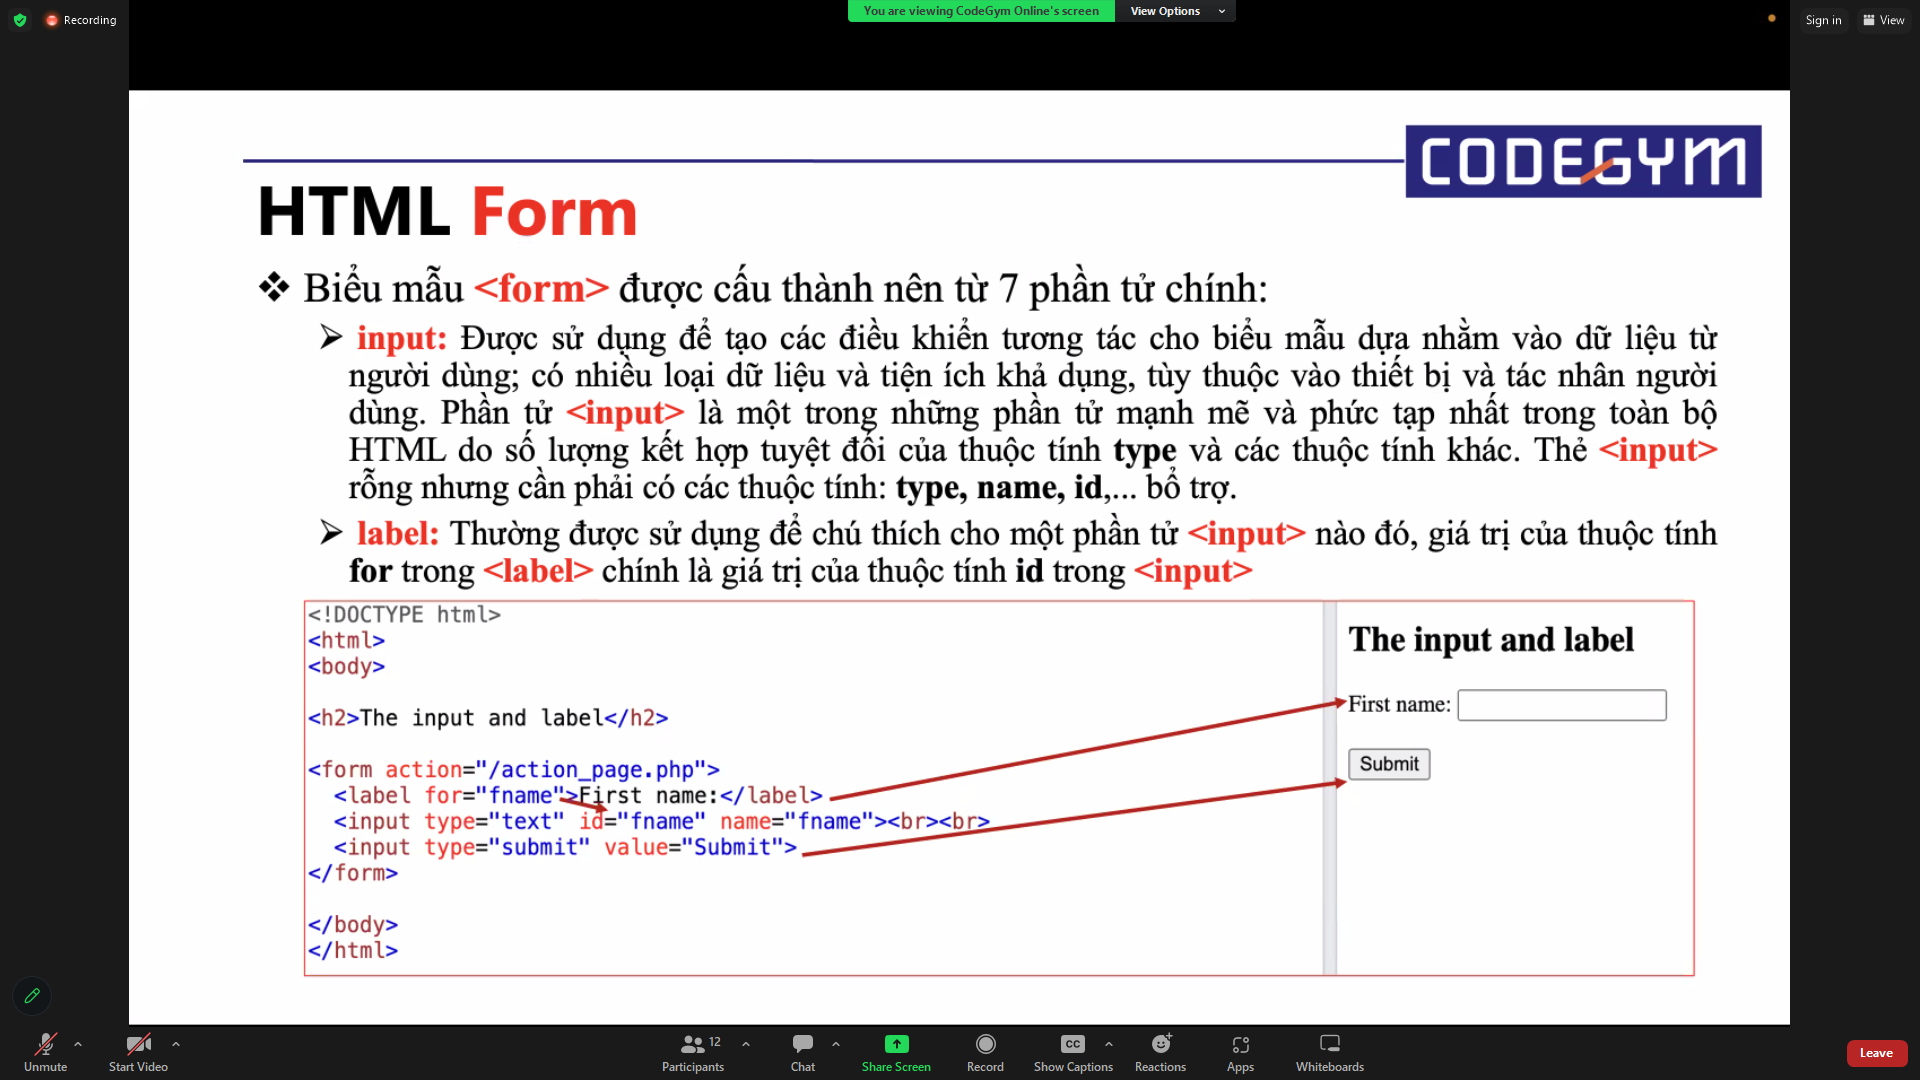 Recording
You are viewing CodeGym Online's screen
View Options
Sign in
View
CODEGYM
HTML Form
Biểu mẫu <form> được cấu thành nên từ 7 phần tử chính:
input: Được sử dụng để tạo các điều khiển tương tác cho biểu mẫu dựa nhằm vào dữ liệu từ
người dùng; có nhiều loại dữ liệu và tiện ích khả dụng, tùy thuộc vào thiết bị và tác nhân người
dùng. Phần tử <input> là một trong những phần tử mạnh mẽ và phức tạp nhất trong toàn bộ
HTML do số lượng kết hợp tuyệt đối của thuộc tính type và các thuộc tính khác. Thẻ <input>
rỗng nhưng cần phải có các thuộc tính: type, name, id,... bổ trợ.
label: Thường được sử dụng để chú thích cho một phần tử <input> nào đó, giá trị của thuộc tính
for trong <label> chính là giá trị của thuộc tính id trong <input>
<!DOCTYPE html>
<html>
<body>
<h2>The input and label</h2>
<form action="/action_page.php">
<label for="fname">First name:</label>
<input type="text" id="fname" name="fname"><br><br>
<input type="submit" value="Submit">
</form>
</body>
</html>
The input and label
First name:
Submit
Unmute
Start Video
12
Participants
Chat
Share Screen
Record
CC
Show Captions
Reactions
Apps
Whiteboards
Leave